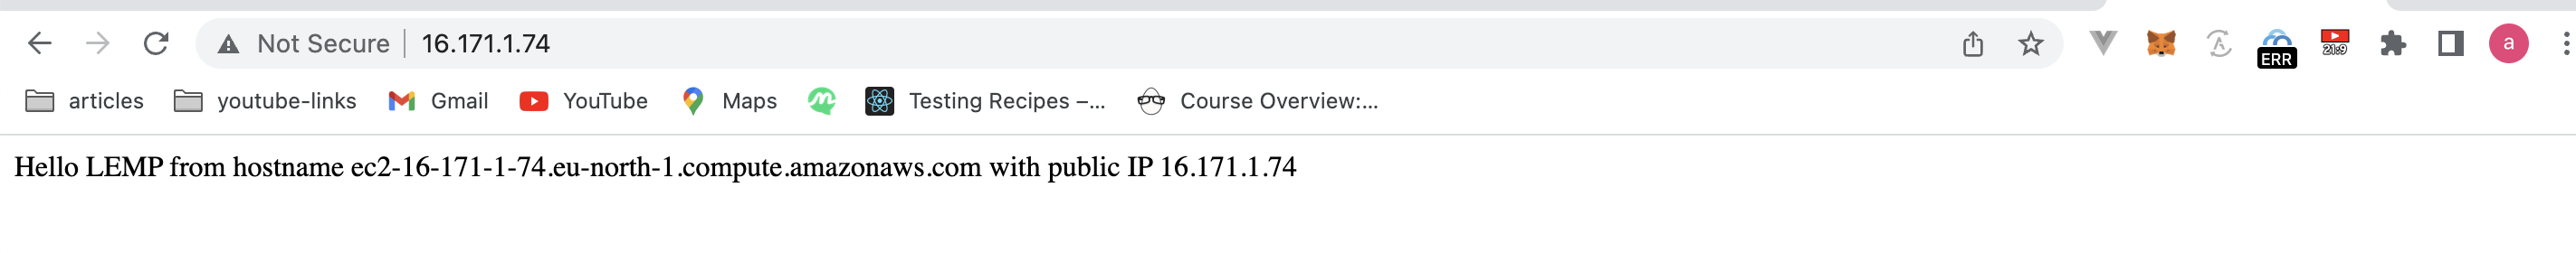 Not Secure 16.171.1.74
ERR 21:9 a
articles youtube-links Gmail YouTube Maps Testing Recipes –... Course Overview:...
Hello LEMP from hostname ec2-16-171-1-74.eu-north-1.compute.amazonaws.com with public IP 16.171.1.74